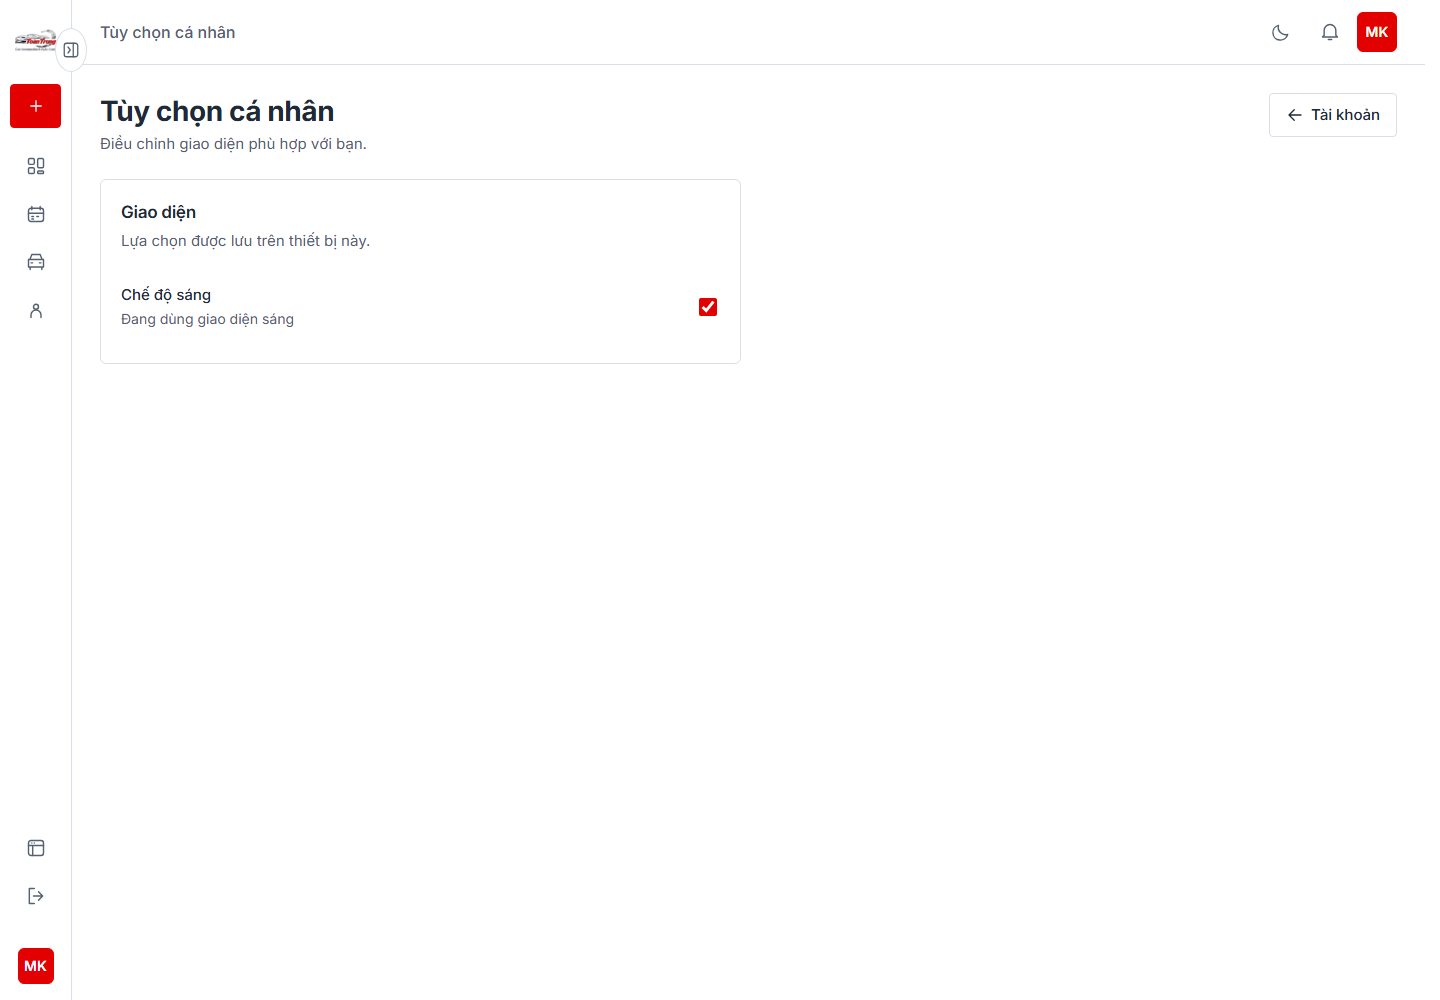 Toàn Trung
Tùy chọn cá nhân
MK
Tùy chọn cá nhân
Điều chỉnh giao diện phù hợp với bạn.
Tài khoản
Giao diện
Lựa chọn được lưu trên thiết bị này.
Chế độ sáng
Đang dùng giao diện sáng
MK